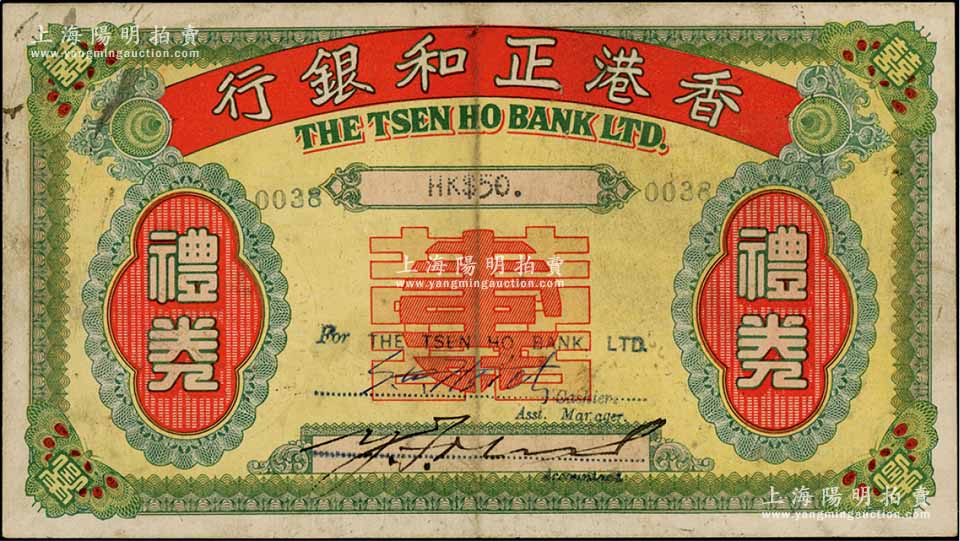 上海陽明拍賣
www.yangmingauction.com
行銀和正港香
THE TSEN HO BANK LTD.
0038
HK$50.
0038
禮券
禮券
上海陽明拍賣
www.yangmingauction.com
For THE TSEN HO BANK LTD.
Cashier.
Asst. Manager.
Accountant
上海陽明拍賣
www.yangmingauction.com